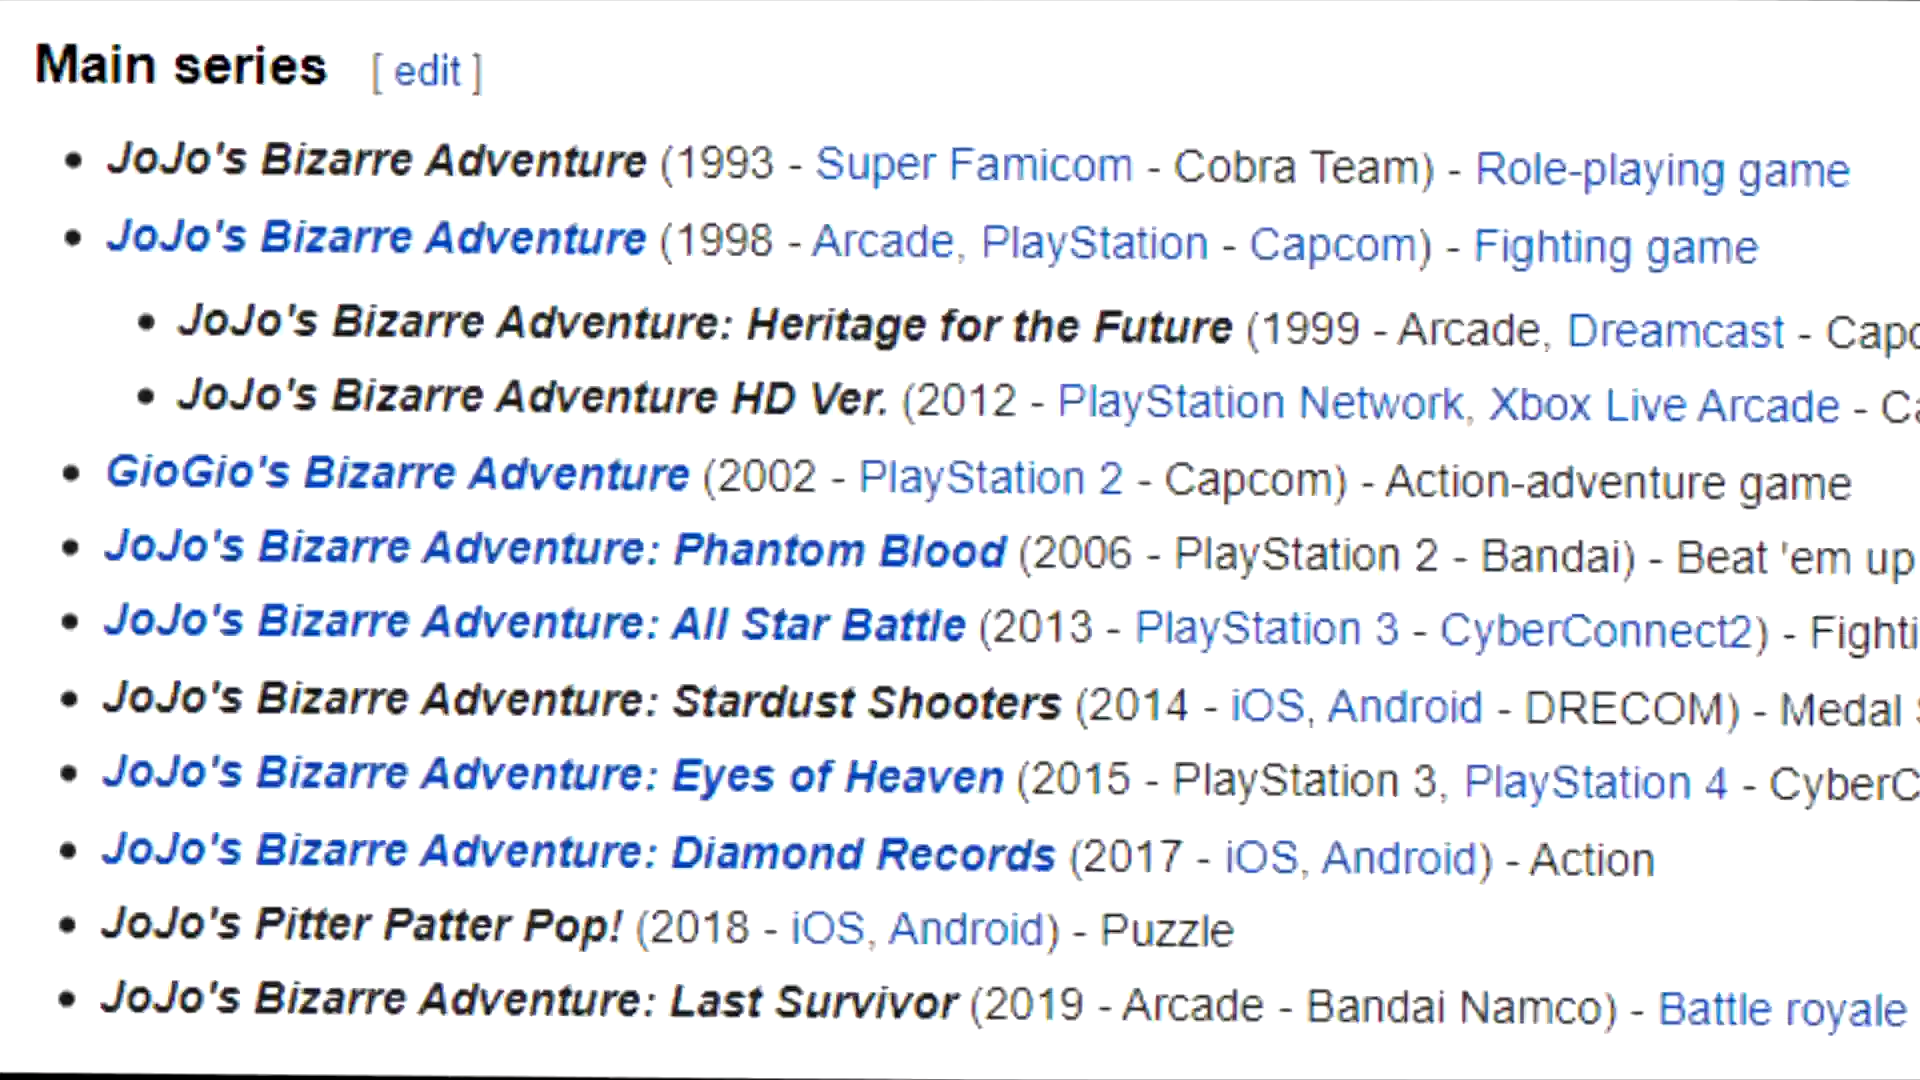 Main series [ edit ]
JoJo's Bizarre Adventure (1993 - Super Famicom - Cobra Team) - Role-playing game
JoJo's Bizarre Adventure (1998 - Arcade, PlayStation - Capcom) - Fighting game
JoJo's Bizarre Adventure: Heritage for the Future (1999 - Arcade, Dreamcast -
JoJo's Bizarre Adventure HD Ver. (2012 - PlayStation Network, Xbox Live Arcade -
GioGio's Bizarre Adventure (2002 - PlayStation 2 - Capcom) - Action-adventure game
JoJo's Bizarre Adventure: Phantom Blood (2006 - PlayStation 2 - Bandai) - Beat 'em up
JoJo's Bizarre Adventure: All Star Battle (2013 - PlayStation 3 - CyberConnect2) -
JoJo's Bizarre Adventure: Stardust Shooters (2014 - iOS, Android - DRECOM) - Medal
JoJo's Bizarre Adventure: Eyes of Heaven (2015 - PlayStation 3, PlayStation 4 -
JoJo's Bizarre Adventure: Diamond Records (2017 - iOS, Android) - Action
JoJo's Pitter Patter Pop! (2018 - iOS, Android) - Puzzle
JoJo's Bizarre Adventure: Last Survivor (2019 - Arcade - Bandai Namco) - Battle royale